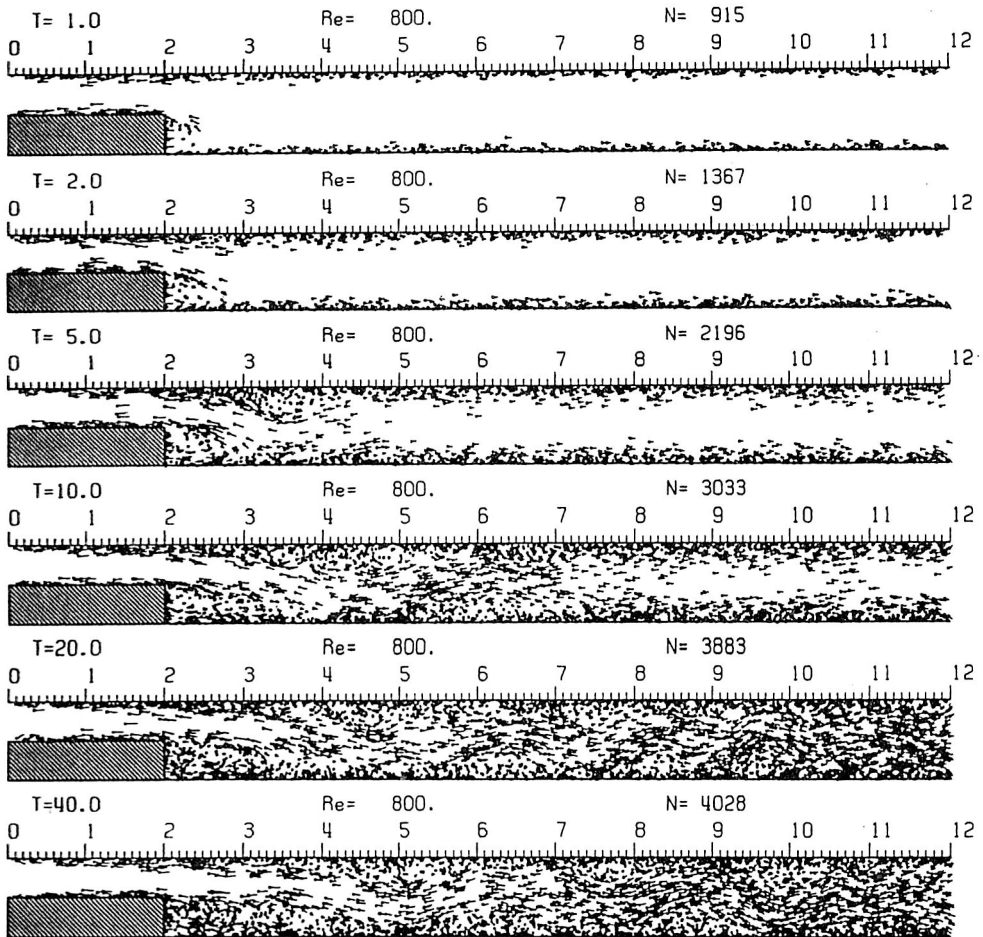 T= 1.0 Re= 800. N= 915
0 1 2 3 4 5 6 7 8 9 10 11 12
T= 2.0 Re= 800. N= 1367
0 1 2 3 4 5 6 7 8 9 10 11 12
T= 5.0 Re= 800. N= 2196
0 1 2 3 4 5 6 7 8 9 10 11 12
T=10.0 Re= 800. N= 3033
0 1 2 3 4 5 6 7 8 9 10 11 12
T=20.0 Re= 800. N= 3883
0 1 2 3 4 5 6 7 8 9 10 11 12
T=40.0 Re= 800. N= 4028
0 1 2 3 4 5 6 7 8 9 10 11 12